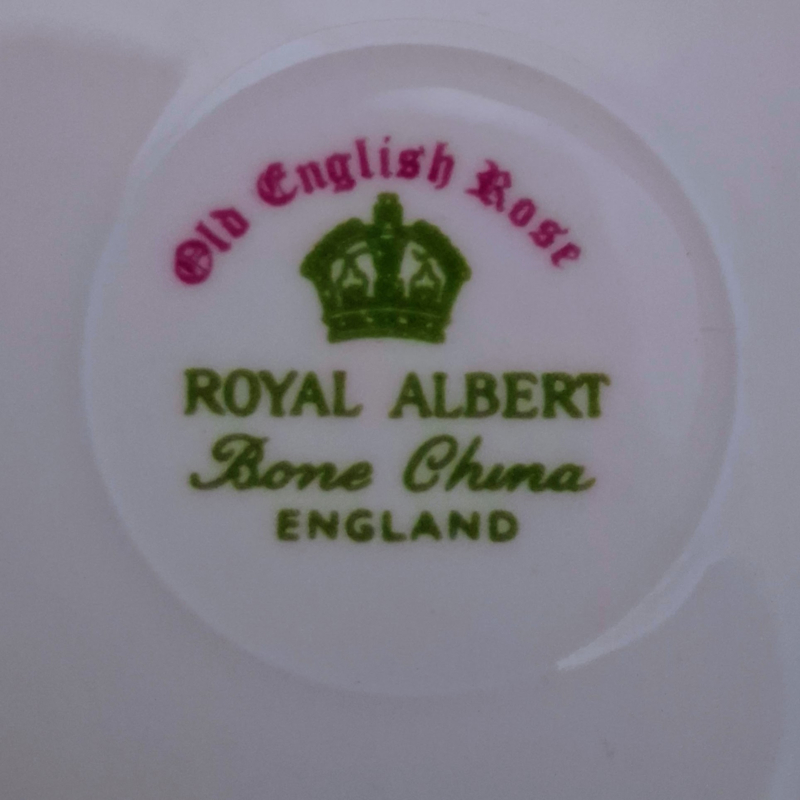 Old English Rose
ROYAL ALBERT
Bone China
ENGLAND